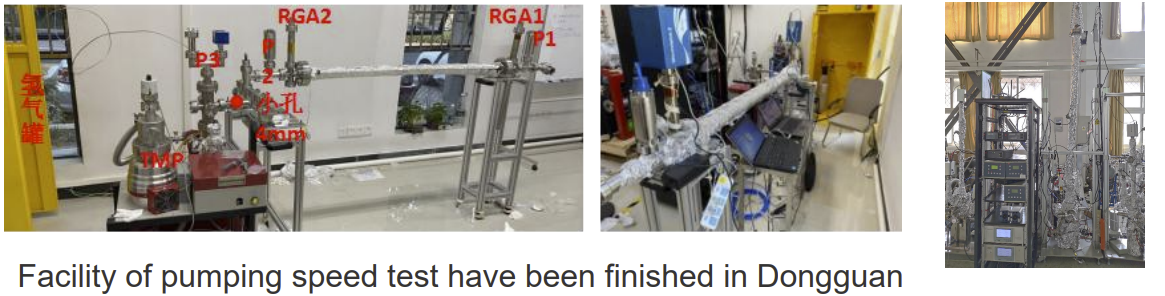 RGA2
RGA1
P1
P
2
P3
氢
气
罐
小孔
4mm
TMP
Facility of pumping speed test have been finished in Dongguan